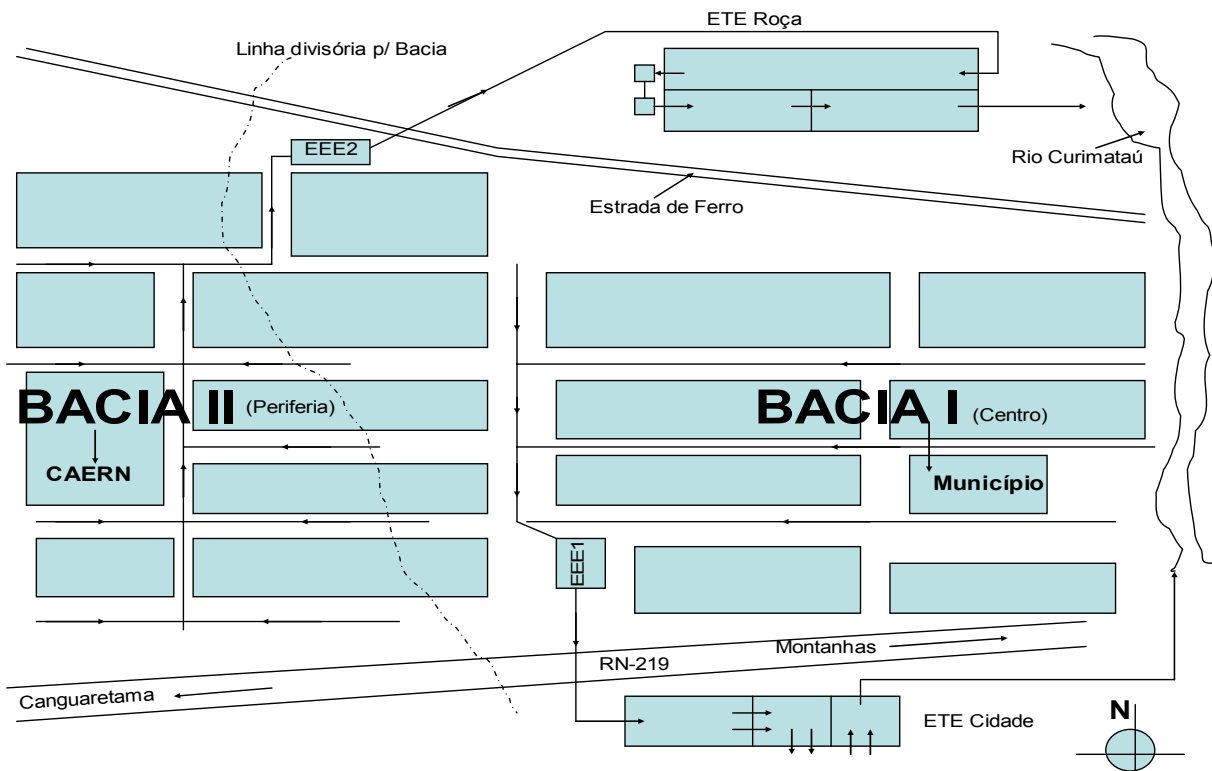 ETE Roça
Linha divisória p/ Bacia
EEE2
Rio Curimataú
Estrada de Ferro
BACIA II (Periferia)
BACIA I (Centro)
CAERN
Município
EEE1
Montanhas
RN-219
Canguaretama
ETE Cidade
N